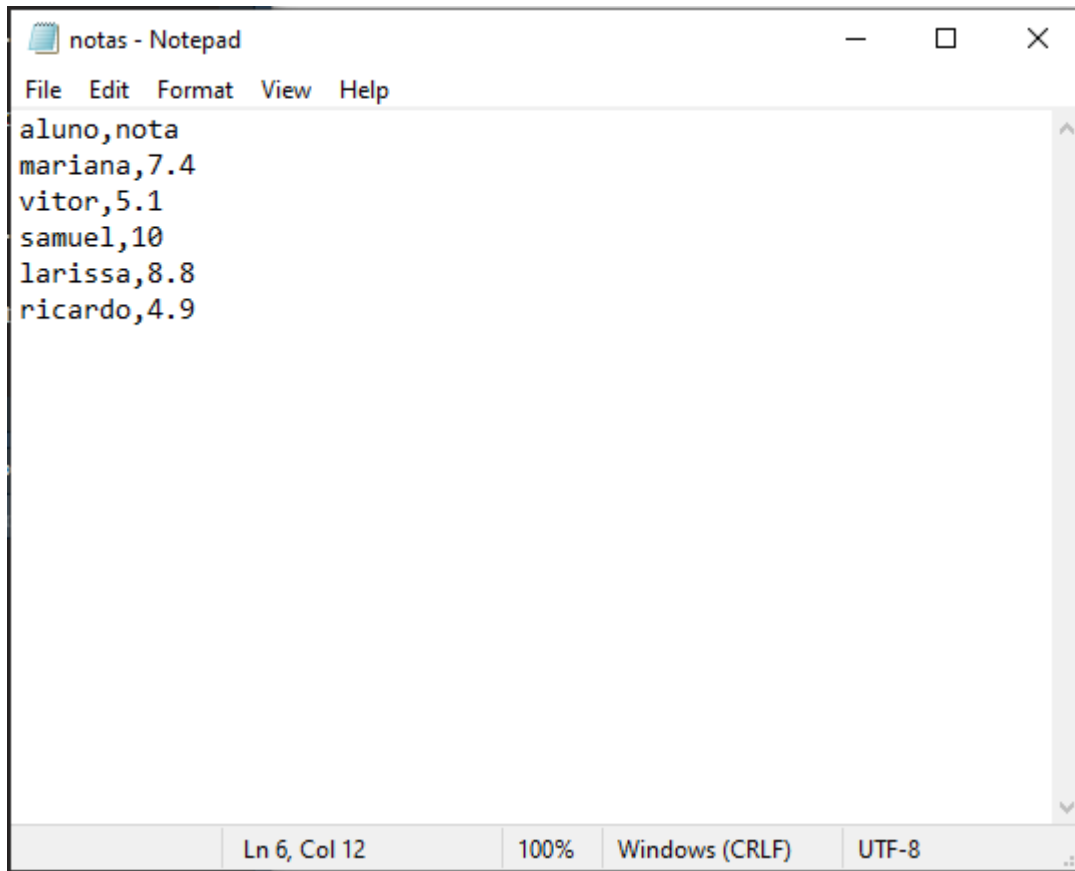 notas - Notepad
File Edit Format View Help
aluno,nota
mariana,7.4
vitor,5.1
samuel,10
larissa,8.8
ricardo,4.9
Ln 6, Col 12 100% Windows (CRLF) UTF-8